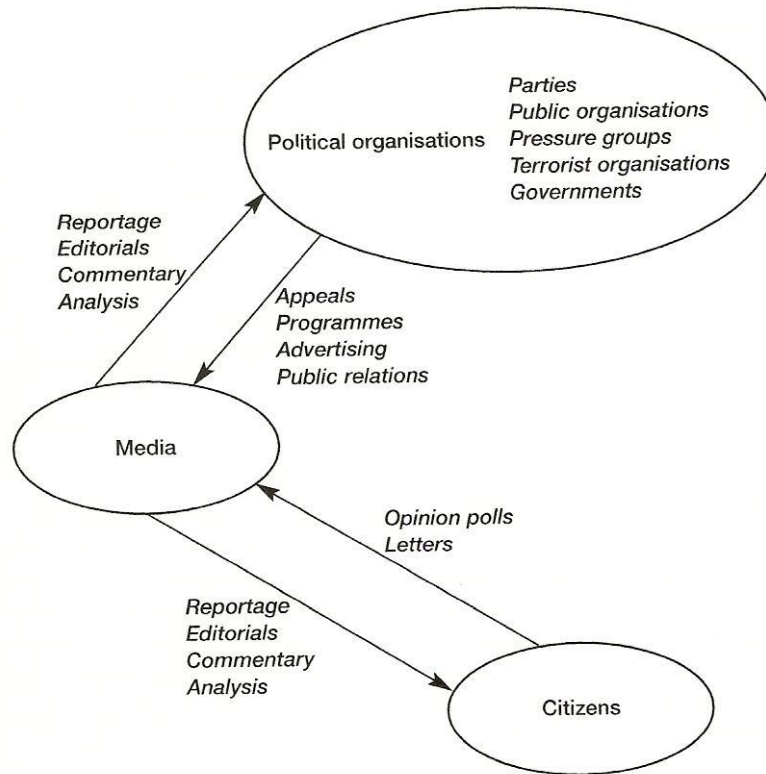 Political organisations
Parties
Public organisations
Pressure groups
Terrorist organisations
Governments
Reportage
Editorials
Commentary
Analysis
Appeals
Programmes
Advertising
Public relations
Media
Opinion polls
Letters
Reportage
Editorials
Commentary
Analysis
Citizens